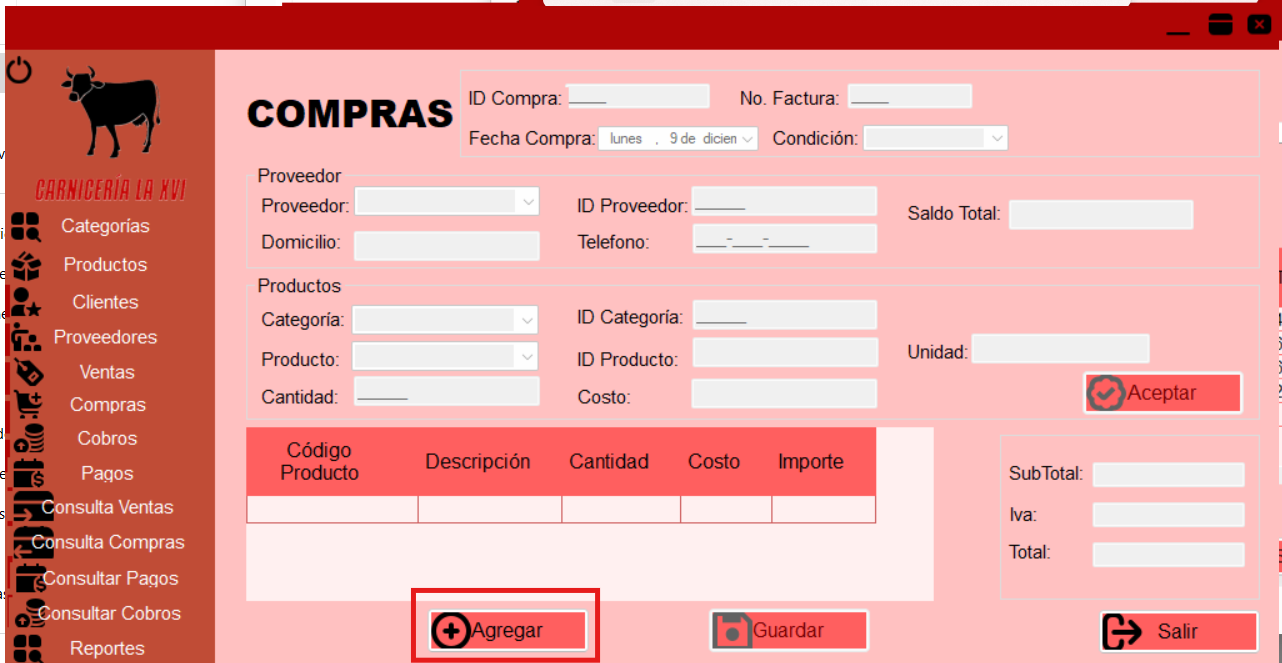 COMPRAS
ID Compra: _____ No. Factura: _____
Fecha Compra: lunes , 9 de diciem Condición:
CARNICERÍA LA XVI
Categorías
Productos
Clientes
Proveedores
Ventas
Compras
Cobros
Pagos
Consulta Ventas
Consulta Compras
Consultar Pagos
Consultar Cobros
Reportes
Proveedor
Proveedor: ID Proveedor: _____ Saldo Total:
Domicilio: Telefono: ___-___-____
Productos
Categoría: ID Categoría: _____
Producto: ID Producto: Unidad:
Cantidad: _____ Costo: Aceptar
Código Producto Descripción Cantidad Costo Importe
SubTotal:
Iva:
Total:
Agregar Guardar Salir